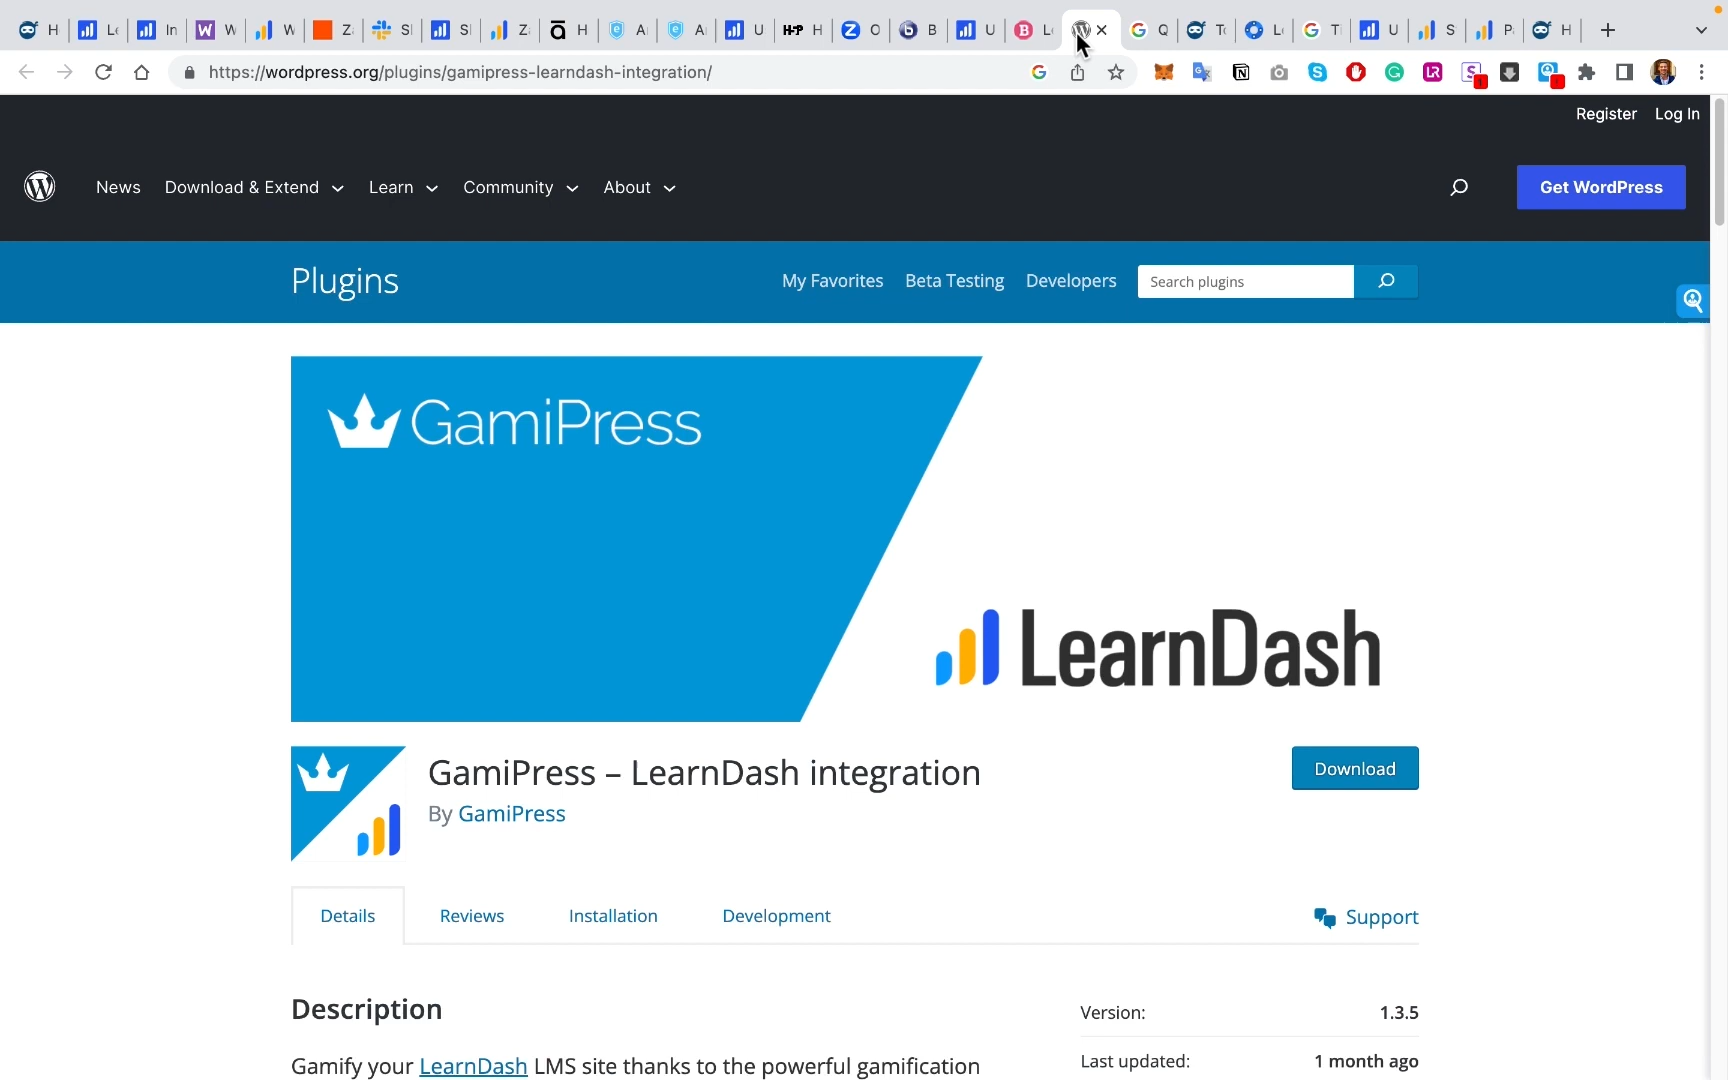 https://wordpress.org/plugins/gamipress-learndash-integration/
Register Log In
News Download & Extend Learn Community About Get WordPress
Plugins My Favorites Beta Testing Developers Search plugins
GamiPress
LearnDash
GamiPress – LearnDash integration
Download
By GamiPress
Details Reviews Installation Development Support
Description
Version: 1.3.5
Gamify your LearnDash LMS site thanks to the powerful gamification
Last updated: 1 month ago